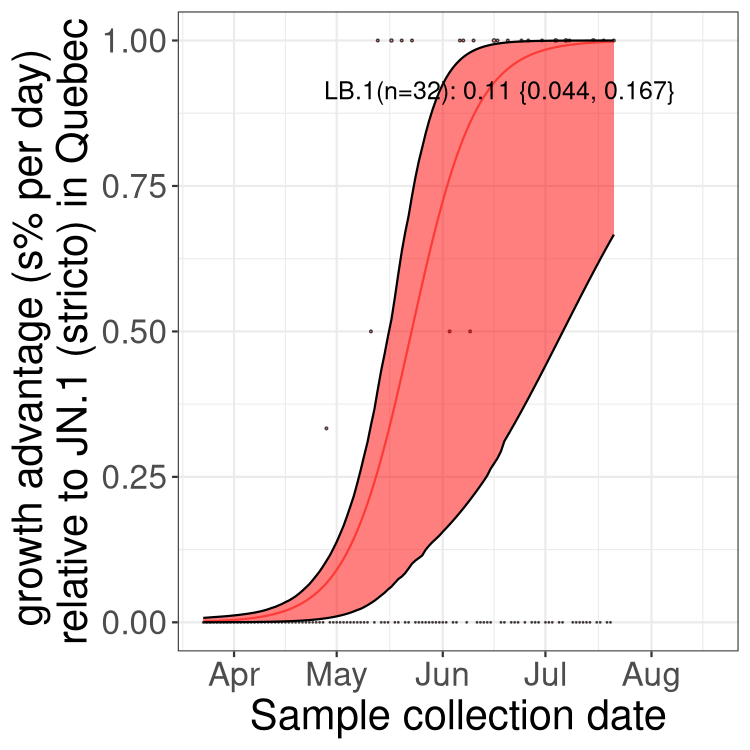 growth advantage (s% per day)
relative to JN.1 (stricto) in Quebec
1.00
0.75
0.50
0.25
0.00
LB.1(n=32): 0.11 {0.044, 0.167}
Apr May Jun Jul Aug
Sample collection date